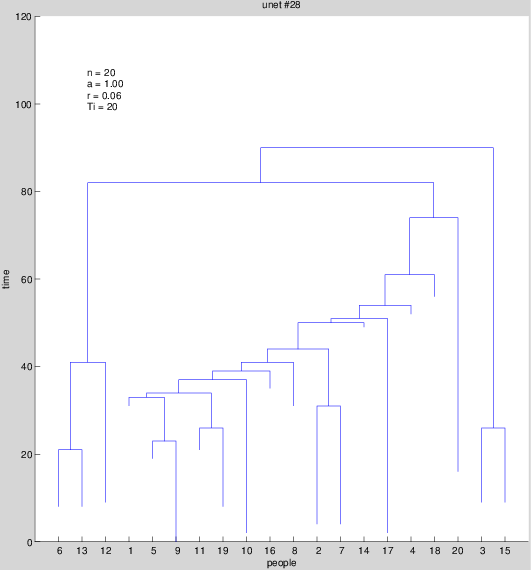 unet #28
120
n = 20
a = 1.00
r = 0.06
Ti = 20
100
80
60
40
20
0
time
6 13 12 1 5 9 11 19 10 16 8 2 7 14 17 4 18 20 3 15
people